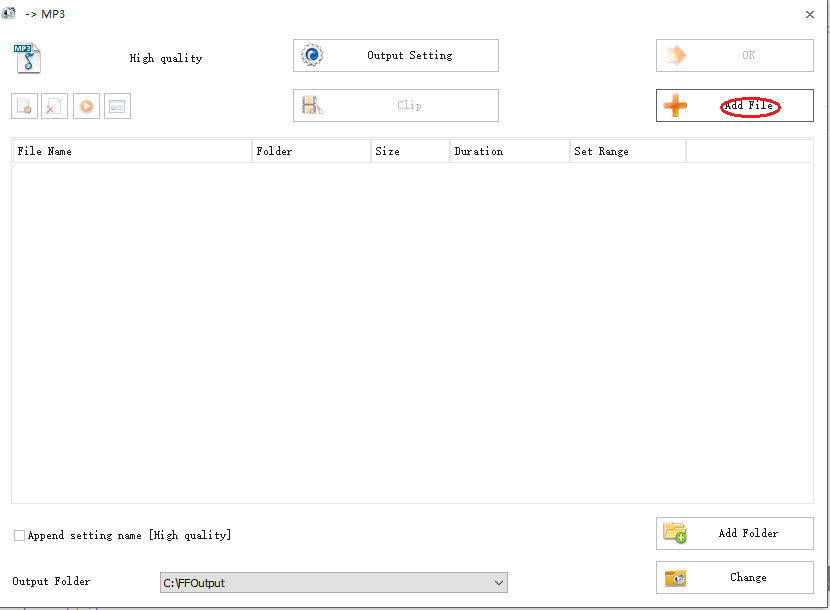 -> MP3
MP3
High quality
Output Setting
OK
Clip
Add File
File Name
Folder
Size
Duration
Set Range
Append setting name [High quality]
Add Folder
Output Folder
C:\FFOutput
Change